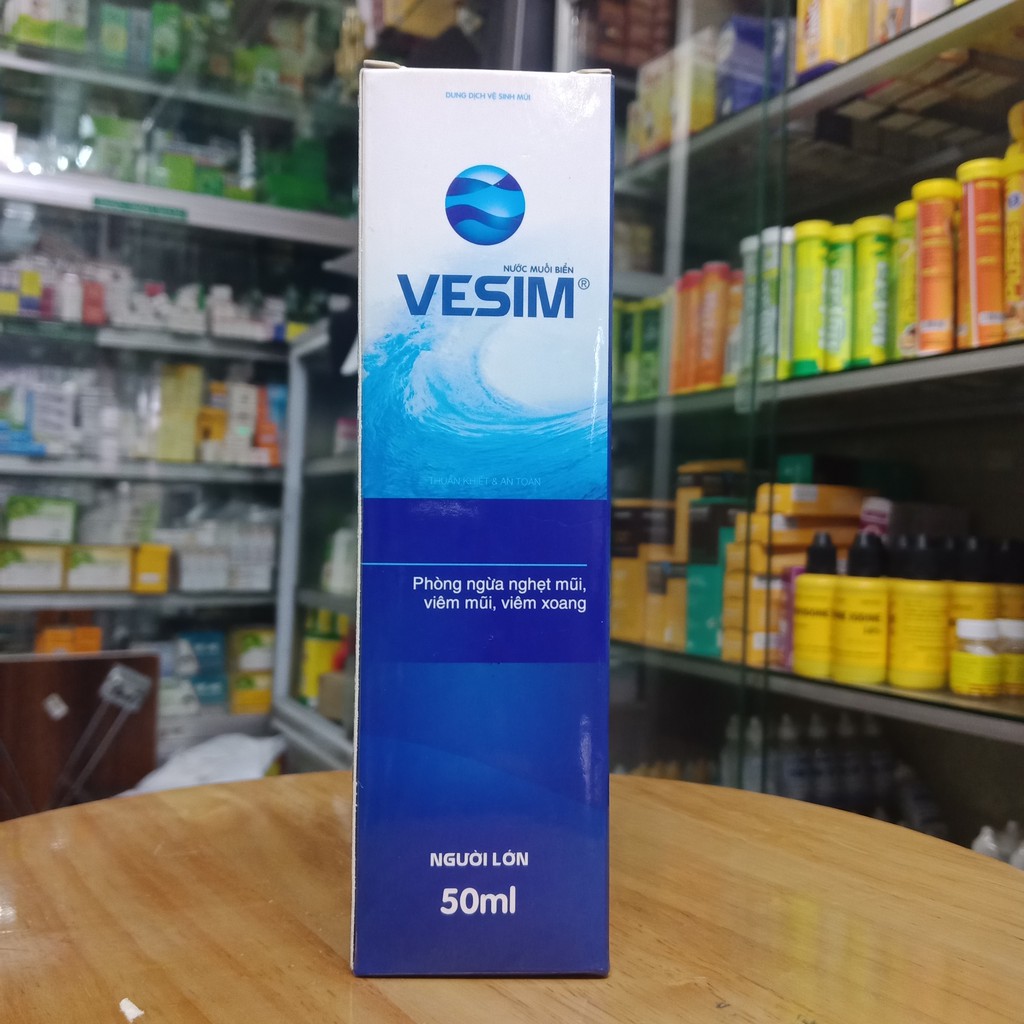 DUNG DỊCH VỆ SINH MŨI
NƯỚC MUỐI BIỂN
VESIM®
THUẦN KHIẾT & AN TOÀN
Phòng ngừa nghẹt mũi,
viêm mũi, viêm xoang
NGƯỜI LỚN
50ml